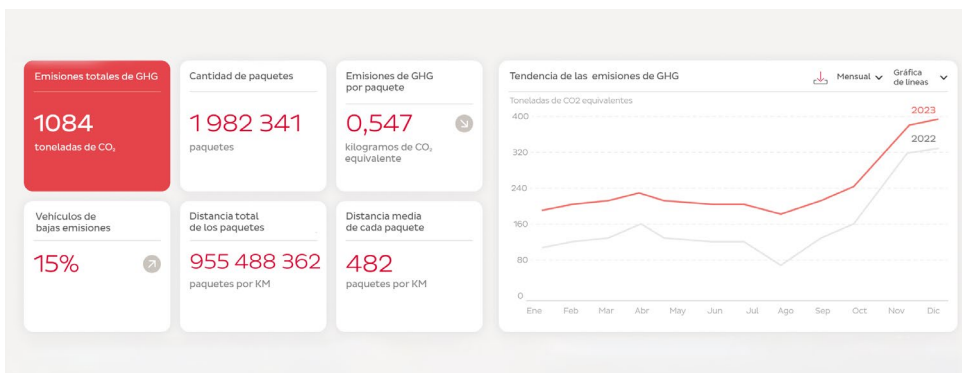 Emisiones totales de GHG
1084
toneladas de CO₂
Cantidad de paquetes
1 982 341
paquetes
Emisiones de GHG
por paquete
0,547
kilogramos de CO₂
equivalente
Vehículos de
bajas emisiones
15%
Distancia total
de los paquetes
955 488 362
paquetes por KM
Distancia media
de cada paquete
482
paquetes por KM
Tendencia de las emisiones de GHG
Mensual
Gráfica
de líneas
Toneladas de CO2 equivalentes
400
320
240
160
80
0
2023
2022
Ene Feb Mar Abr May Jun Jul Ago Sep Oct Nov Dic